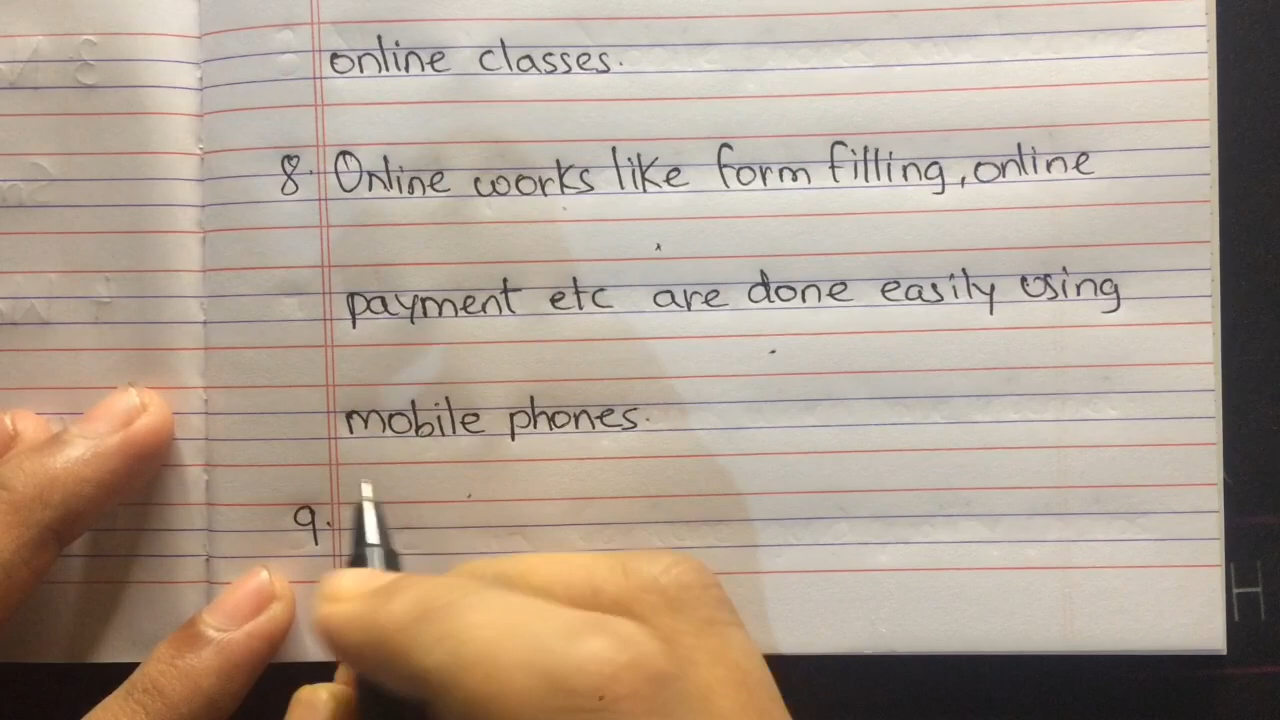 online classes.
8. Online works like form filling, online
payment etc are done easily using
mobile phones.
9.
H